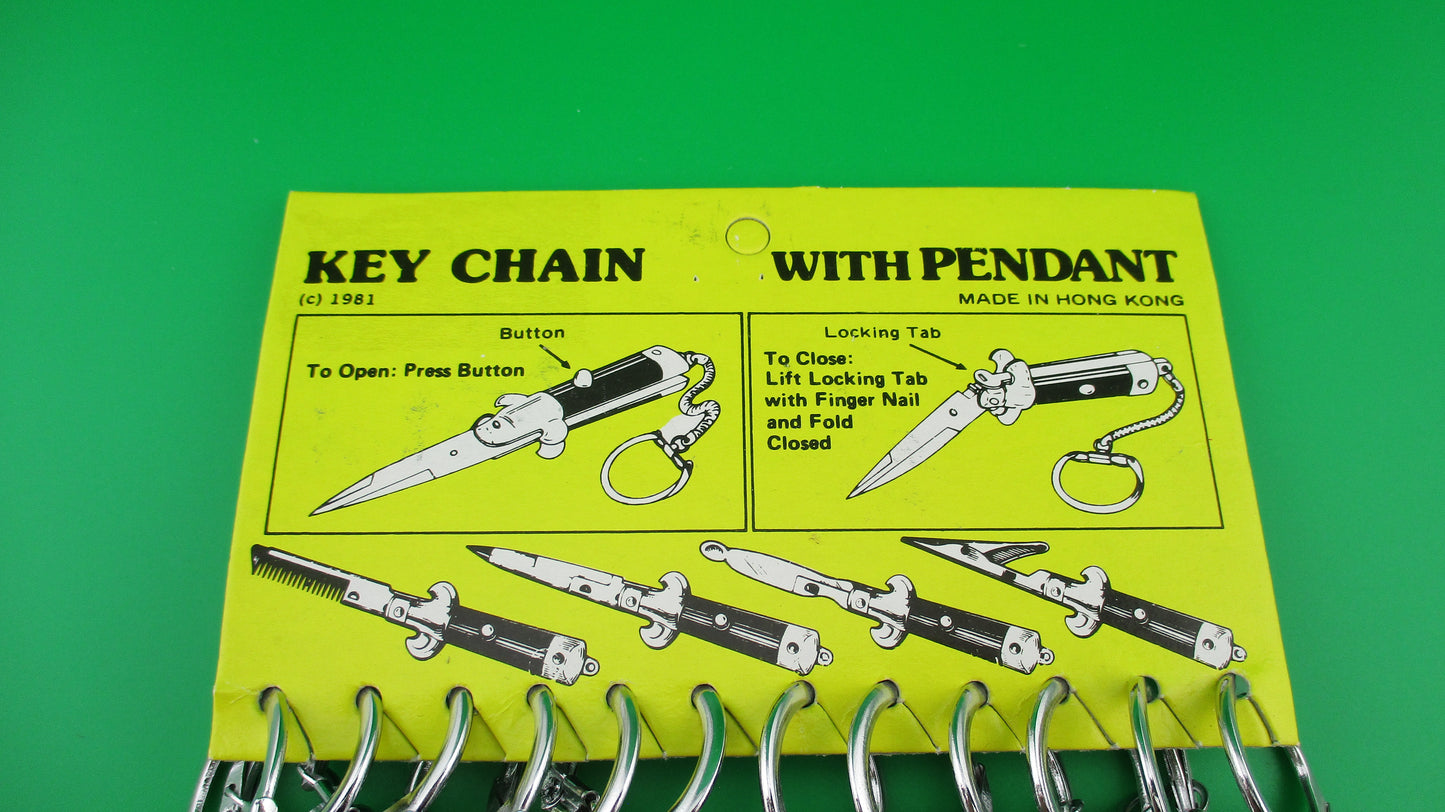 KEY CHAIN WITH PENDANT
(c) 1981
MADE IN HONG KONG
Button
To Open: Press Button
Locking Tab
To Close:
Lift Locking Tab
with Finger Nail
and Fold
Closed